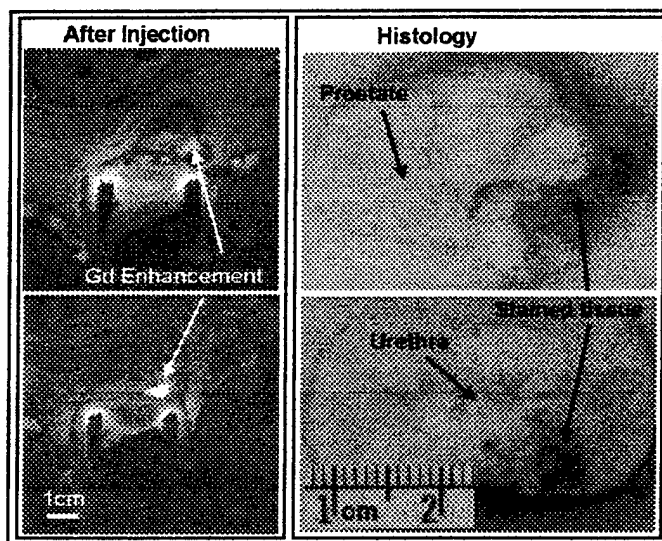 After Injection
Gd Enhancement
1cm
Histology
Prostate
Stained tissue
Urethra
1 cm 2